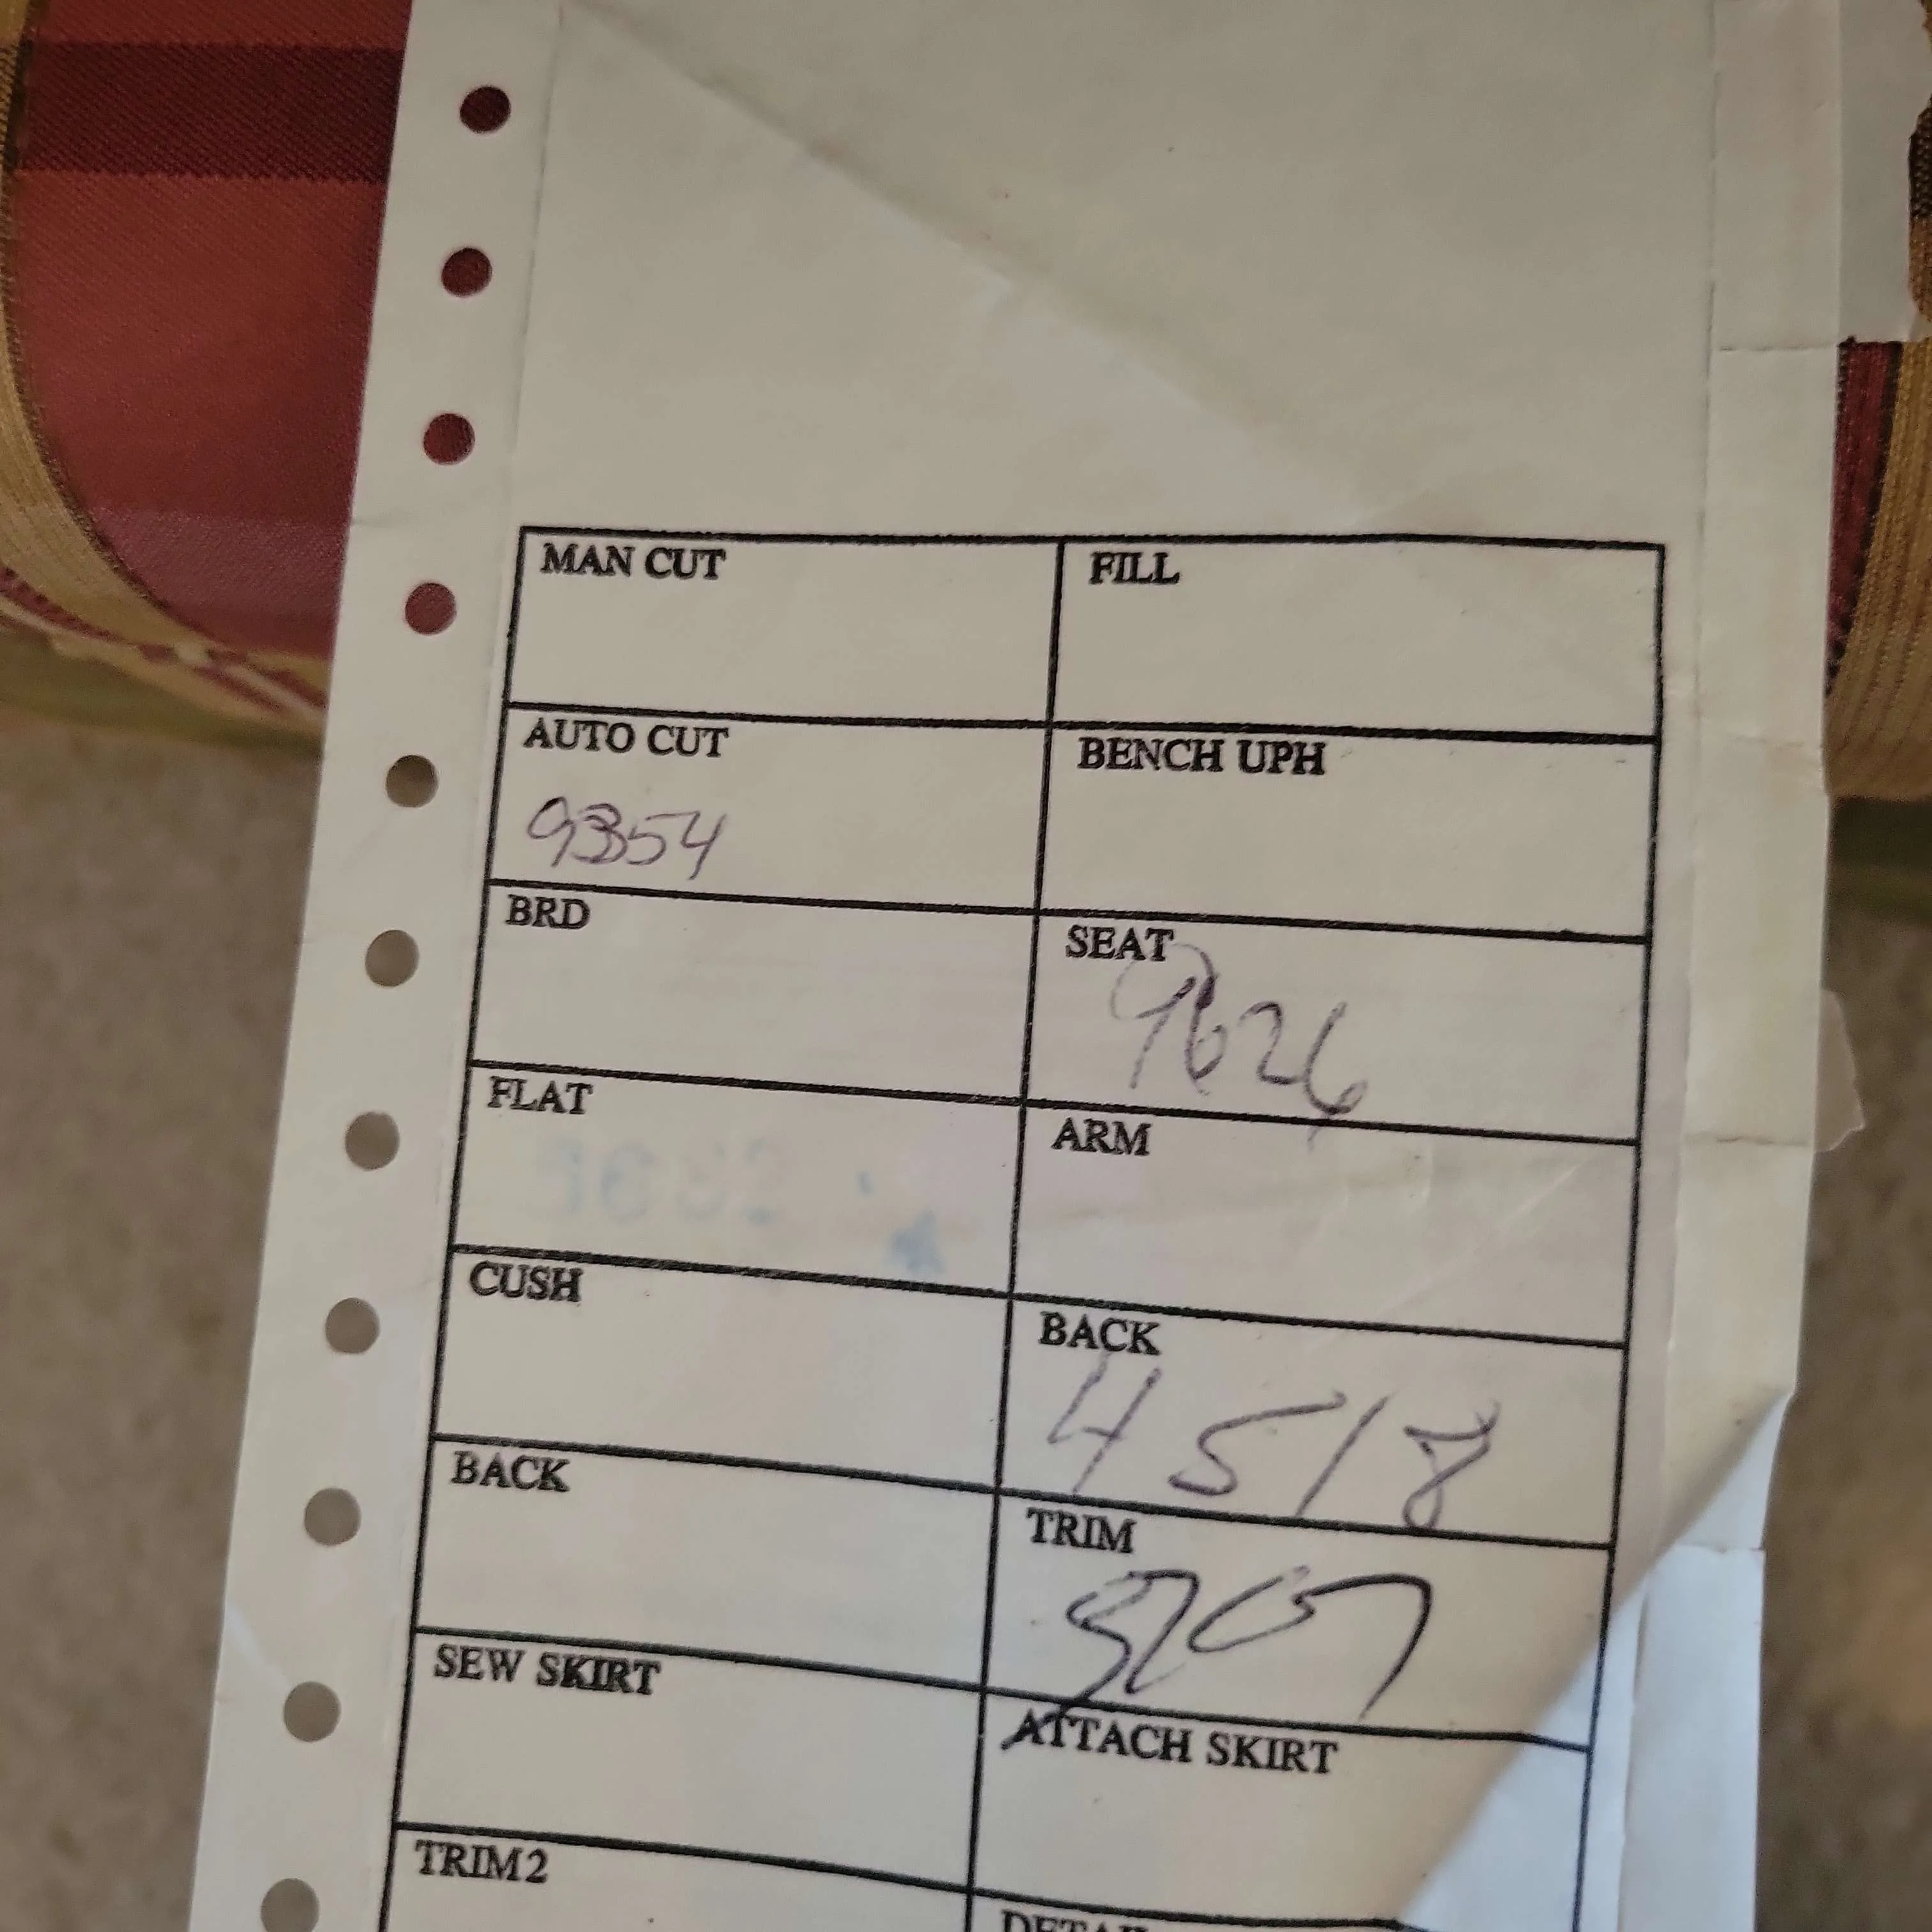 MAN CUT
FILL
AUTO CUT
9354
BENCH UPH
BRD
SEAT
9626
FLAT
ARM
CUSH
BACK
4518
BACK
TRIM
SEW SKIRT
ATTACH SKIRT
TRIM2